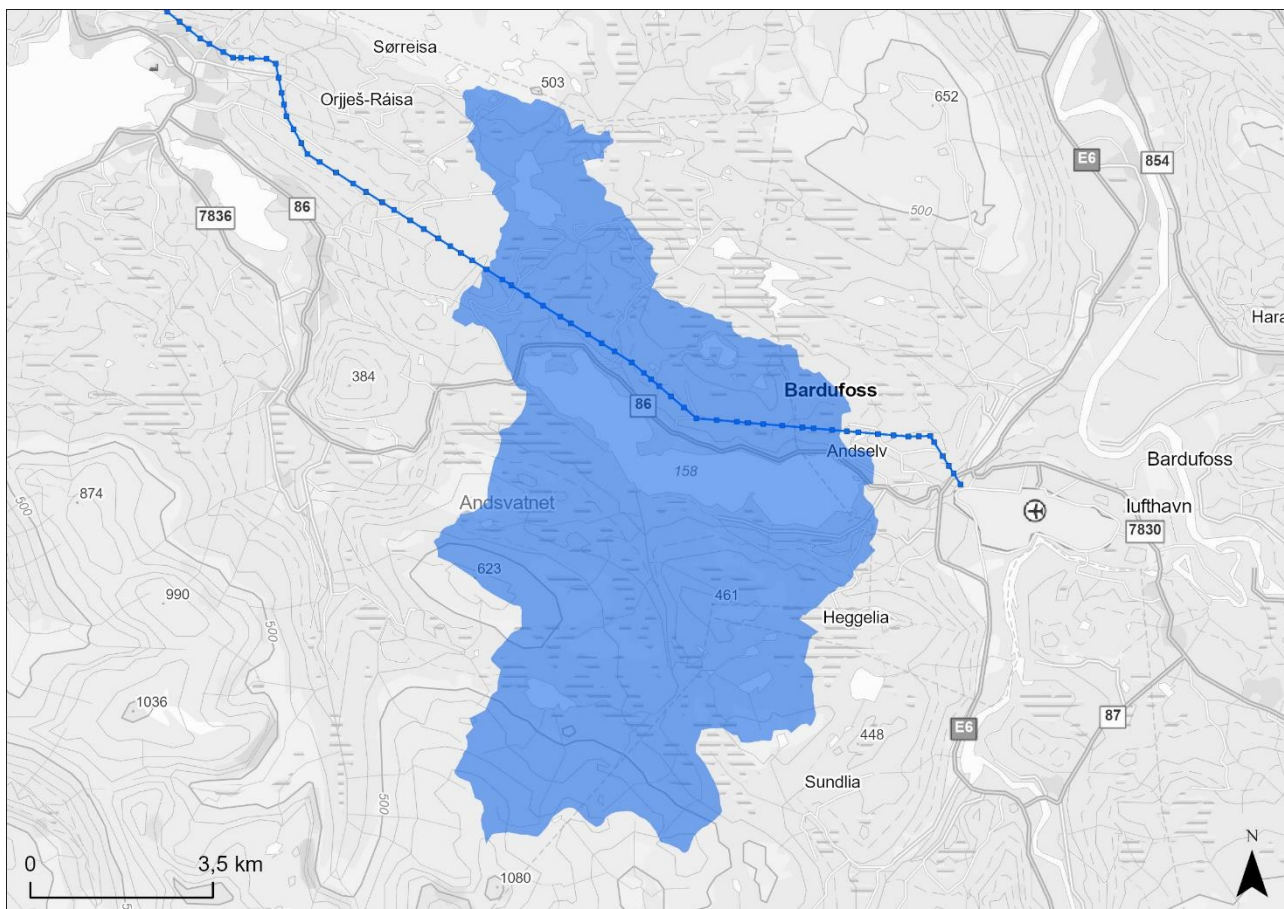 Sørreisa
503
Orjješ-Ráisa
652
E6
854
500
7836
86
Hara
384
Bardufoss
86
Andselv
Bardufoss
158
874
Andsvatnet
lufthavn
500
7830
623
990
461
Heggelia
500
1036
87
E6
448
500
Sundlia
0
3,5 km
1080
N